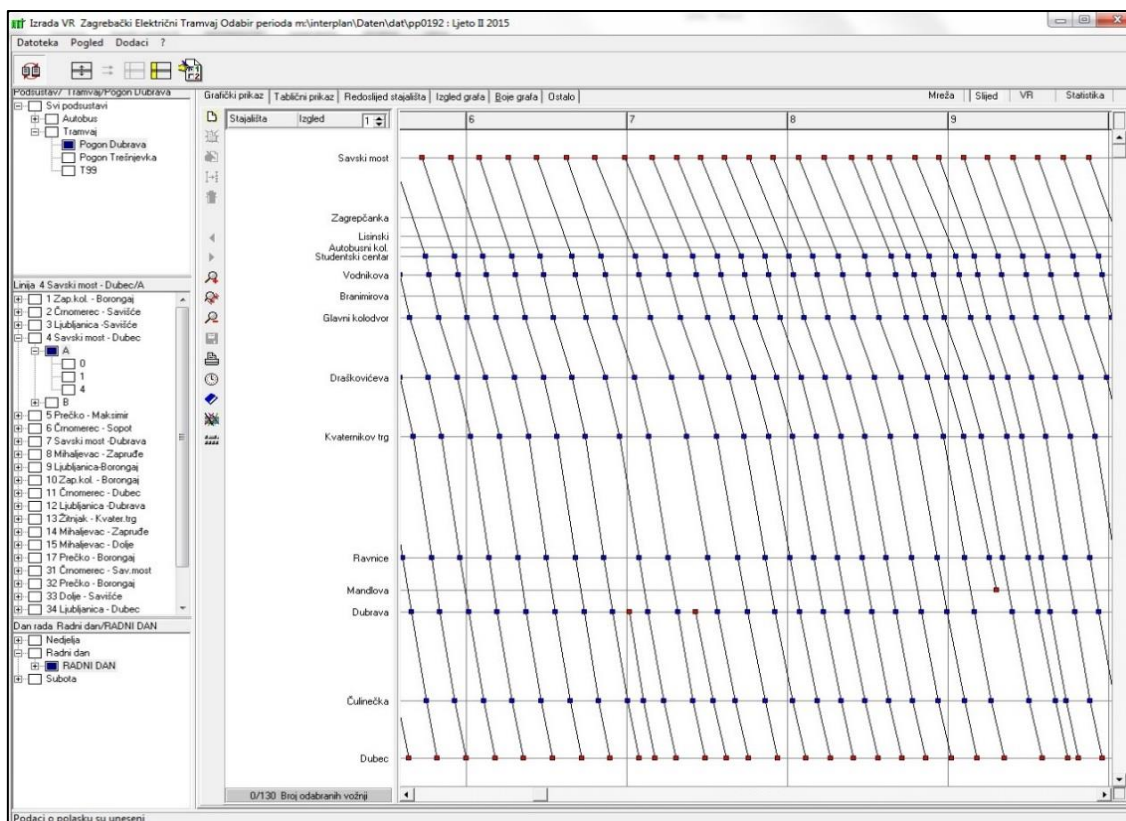 Izrada VR Zagrebački Električni Tramvaj Odabir perioda m:\interplan\Daten\dat\pp0192 : Ljeto II 2015
Datoteka Pogled Dodaci ?
Podsustav/ Tramvaj/Pogon Dubrava
Svi podsustavi
Autobus
Tramvaj
Pogon Dubrava
Pogon Trešnjevka
T99
Linija 4 Savski most - Dubec/A
1 Zap.kol. - Borongaj
2 Črnomerec - Savišće
3 Ljubljanica -Savišće
4 Savski most - Dubec
A
0
1
4
B
5 Prečko - Maksimir
6 Črnomerec - Sopot
7 Savski most -Dubrava
8 Mihaljevac - Zapruđe
9 Ljubljanica-Borongaj
10 Zap.kol. - Borongaj
11 Črnomerec - Dubec
12 Ljubljanica -Dubrava
13 Žitnjak - Kvater.trg
14 Mihaljevac - Zapruđe
15 Mihaljevac - Dolje
17 Prečko - Borongaj
31 Črnomerec - Sav.most
32 Prečko - Borongaj
33 Dolje - Savišće
34 Ljubljanica - Dubec
Dan rada Radni dan/RADNI DAN
Nedjelja
Radni dan
RADNI DAN
Subota
Grafički prikaz Tablični prikaz Redoslijed stajališta Izgled grafa Boje grafa Ostalo Mreža Slijed VR Statistika
Stajališta Izgled 1 6 7 8 9
Savski most
Zagrepčanka
Lisinski
Autobusni kol.
Studentski centar
Vodnikova
Branimirova
Glavni kolodvor
Draškovićeva
Kvaternikov trg
Ravnice
Mandlova
Dubrava
Čulinečka
Dubec
0/130 Broj odabranih vožnji
Podaci o polasku su uneseni